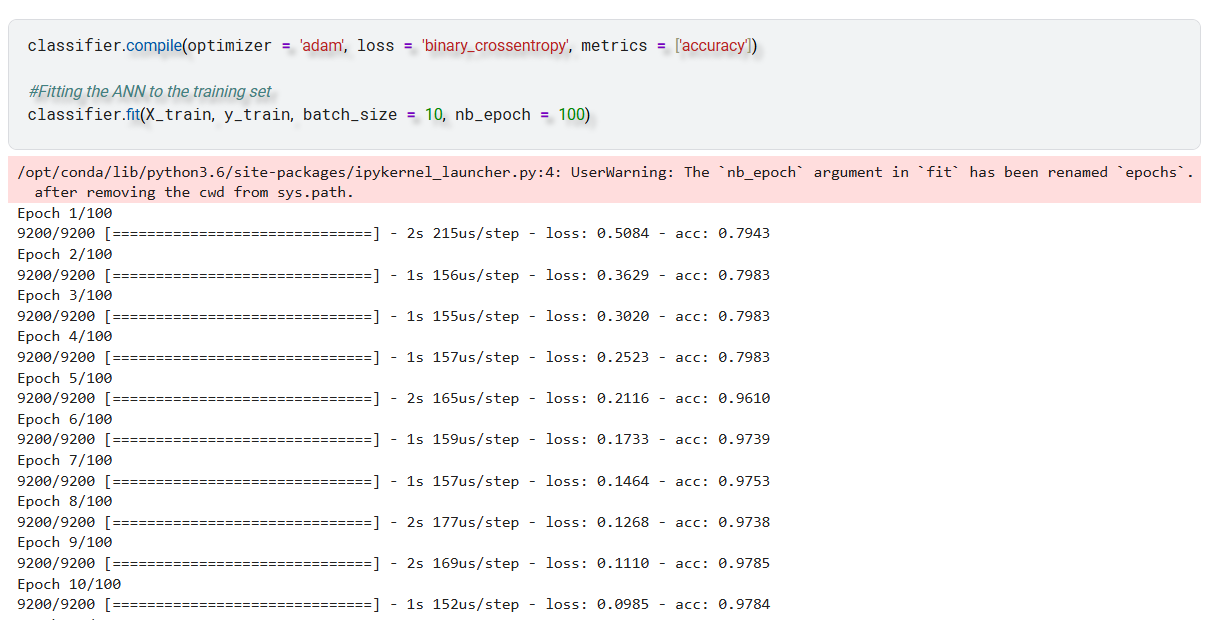 classifier.compile(optimizer = 'adam', loss = 'binary_crossentropy', metrics = ['accuracy'])
#Fitting the ANN to the training set
classifier.fit(X_train, y_train, batch_size = 10, nb_epoch = 100)
/opt/conda/lib/python3.6/site-packages/ipykernel_launcher.py:4: UserWarning: The `nb_epoch` argument in `fit` has been renamed `epochs`.
  after removing the cwd from sys.path.
Epoch 1/100
9200/9200 [==============================] - 2s 215us/step - loss: 0.5084 - acc: 0.7943
Epoch 2/100
9200/9200 [==============================] - 1s 156us/step - loss: 0.3629 - acc: 0.7983
Epoch 3/100
9200/9200 [==============================] - 1s 155us/step - loss: 0.3020 - acc: 0.7983
Epoch 4/100
9200/9200 [==============================] - 1s 157us/step - loss: 0.2523 - acc: 0.7983
Epoch 5/100
9200/9200 [==============================] - 2s 165us/step - loss: 0.2116 - acc: 0.9610
Epoch 6/100
9200/9200 [==============================] - 1s 159us/step - loss: 0.1733 - acc: 0.9739
Epoch 7/100
9200/9200 [==============================] - 1s 157us/step - loss: 0.1464 - acc: 0.9753
Epoch 8/100
9200/9200 [==============================] - 2s 177us/step - loss: 0.1268 - acc: 0.9738
Epoch 9/100
9200/9200 [==============================] - 2s 169us/step - loss: 0.1110 - acc: 0.9785
Epoch 10/100
9200/9200 [==============================] - 1s 152us/step - loss: 0.0985 - acc: 0.9784